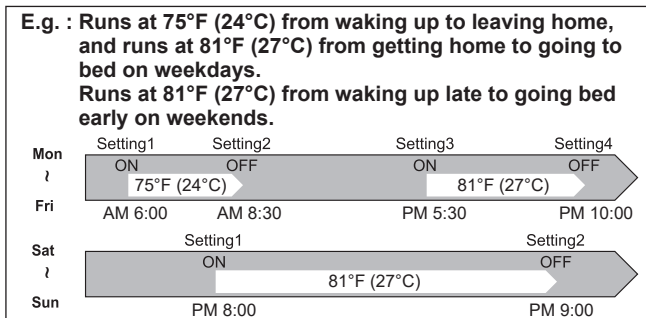 E.g. : Runs at 75°F (24°C) from waking up to leaving home,
and runs at 81°F (27°C) from getting home to going to
bed on weekdays.
Runs at 81°F (27°C) from waking up late to going bed
early on weekends.
Mon
~
Fri
Setting1 Setting2 Setting3 Setting4
ON OFF ON OFF
75°F (24°C) 81°F (27°C)
AM 6:00 AM 8:30 PM 5:30 PM 10:00
Sat
~
Sun
Setting1 Setting2
ON OFF
81°F (27°C)
PM 8:00 PM 9:00